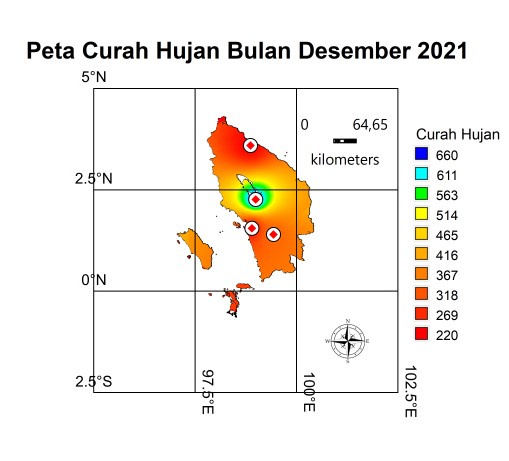 Peta Curah Hujan Bulan Desember 2021
5°N
2.5°N
0°N
2.5°S
97.5°E
100°E
102.5°E
0 64,65
kilometers
N
W E
S
Curah Hujan
660
611
563
514
465
416
367
318
269
220